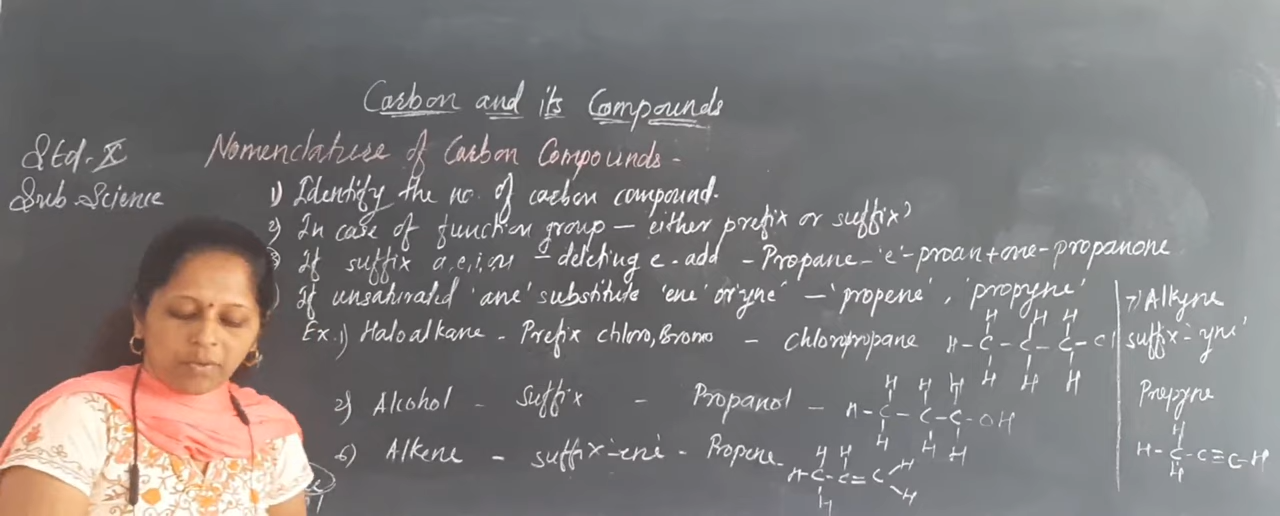 Carbon and its Compounds
Std. X
Sub. Science
Nomenclature of Carbon Compounds -
1) Identify the no. of carbon compound.
2) In case of function group - either prefix or suffix
If suffix a,e,i,ou - deleting e - add - Propane - 'e' - proan + one - propanone
If unsaturated 'ane' substitute 'ene' or 'yne' - 'propene', 'propyne'
Ex. 1) Haloalkane - Prefix chloro, Bromo - chloropropane
H H H
H - C - C - C - Cl
H H H
2) Alcohol - suffix - Propanol -
H H H
H - C - C - C - OH
H H H
6) Alkene - suffix - ene - Propene -
H H
H - C - C = C
H
H
H
7) Alkyne
suffix - 'yne'
Propyne
H
H - C - C ≡ C - H
H